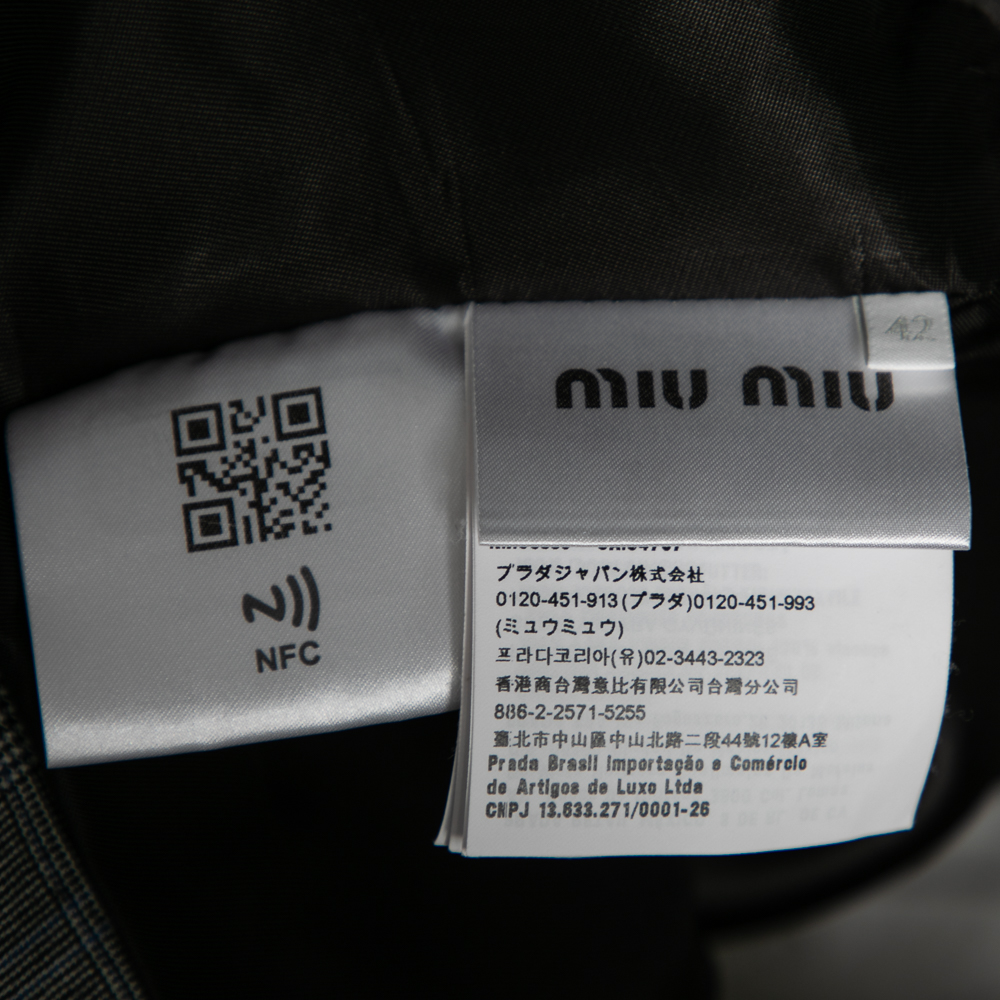 42
miu miu
NFC
プラダジャパン株式会社
0120-451-913(プラダ)0120-451-993
(ミュウミュウ)
프라다코리아(유)02-3443-2323
香港商台灣意比有限公司台灣分公司
886-2-2571-5255
臺北市中山區中山北路二段44號12樓A室
Prada Brasil Importação e Comércio
de Artigos de Luxo Ltda
CNPJ 13.633.271/0001-26